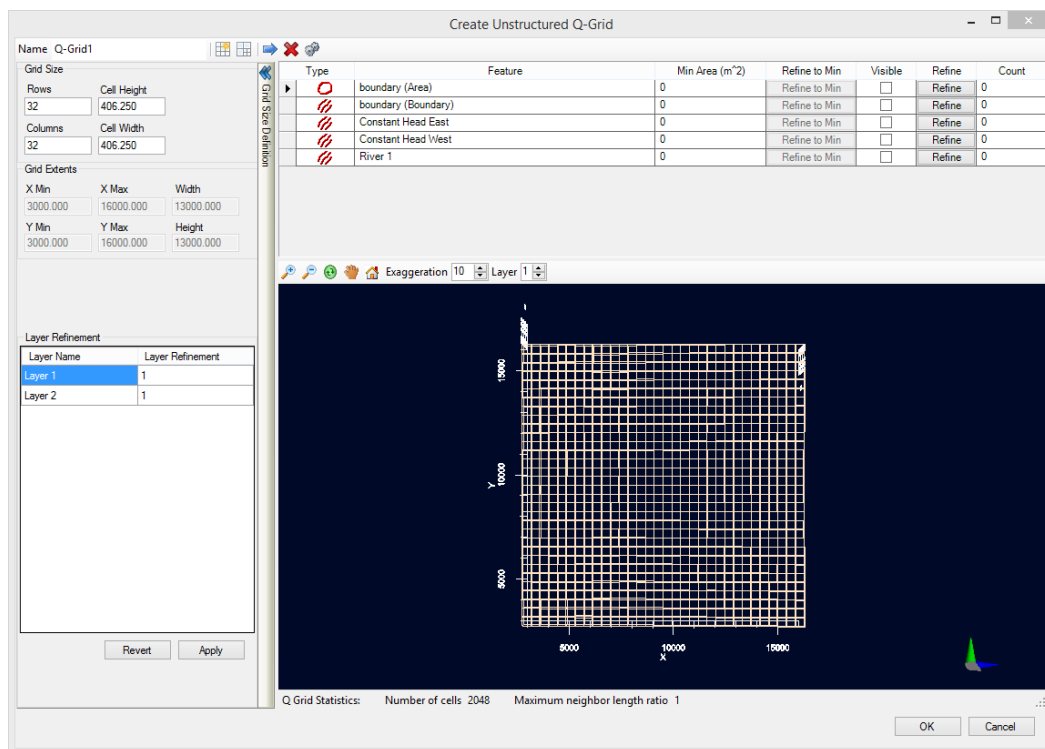 Create Unstructured Q-Grid
Name Q-Grid1
Grid Size
Rows Cell Height
32 406.250
Columns Cell Width
32 406.250
Grid Extents
X Min X Max Width
3000.000 16000.000 13000.000
Y Min Y Max Height
3000.000 16000.000 13000.000
Layer Refinement
Layer Name Layer Refinement
Layer 1 1
Layer 2 1
Revert Apply
Grid Size Definition
Type Feature Min Area (m^2) Refine to Min Visible Refine Count
boundary (Area) 0 Refine to Min Refine 0
boundary (Boundary) 0 Refine to Min Refine 0
Constant Head East 0 Refine to Min Refine 0
Constant Head West 0 Refine to Min Refine 0
River 1 0 Refine to Min Refine 0
Exaggeration 10 Layer 1
15000
10000
Y
5000
5000 10000 15000
X
Q Grid Statistics: Number of cells 2048 Maximum neighbor length ratio 1
OK Cancel